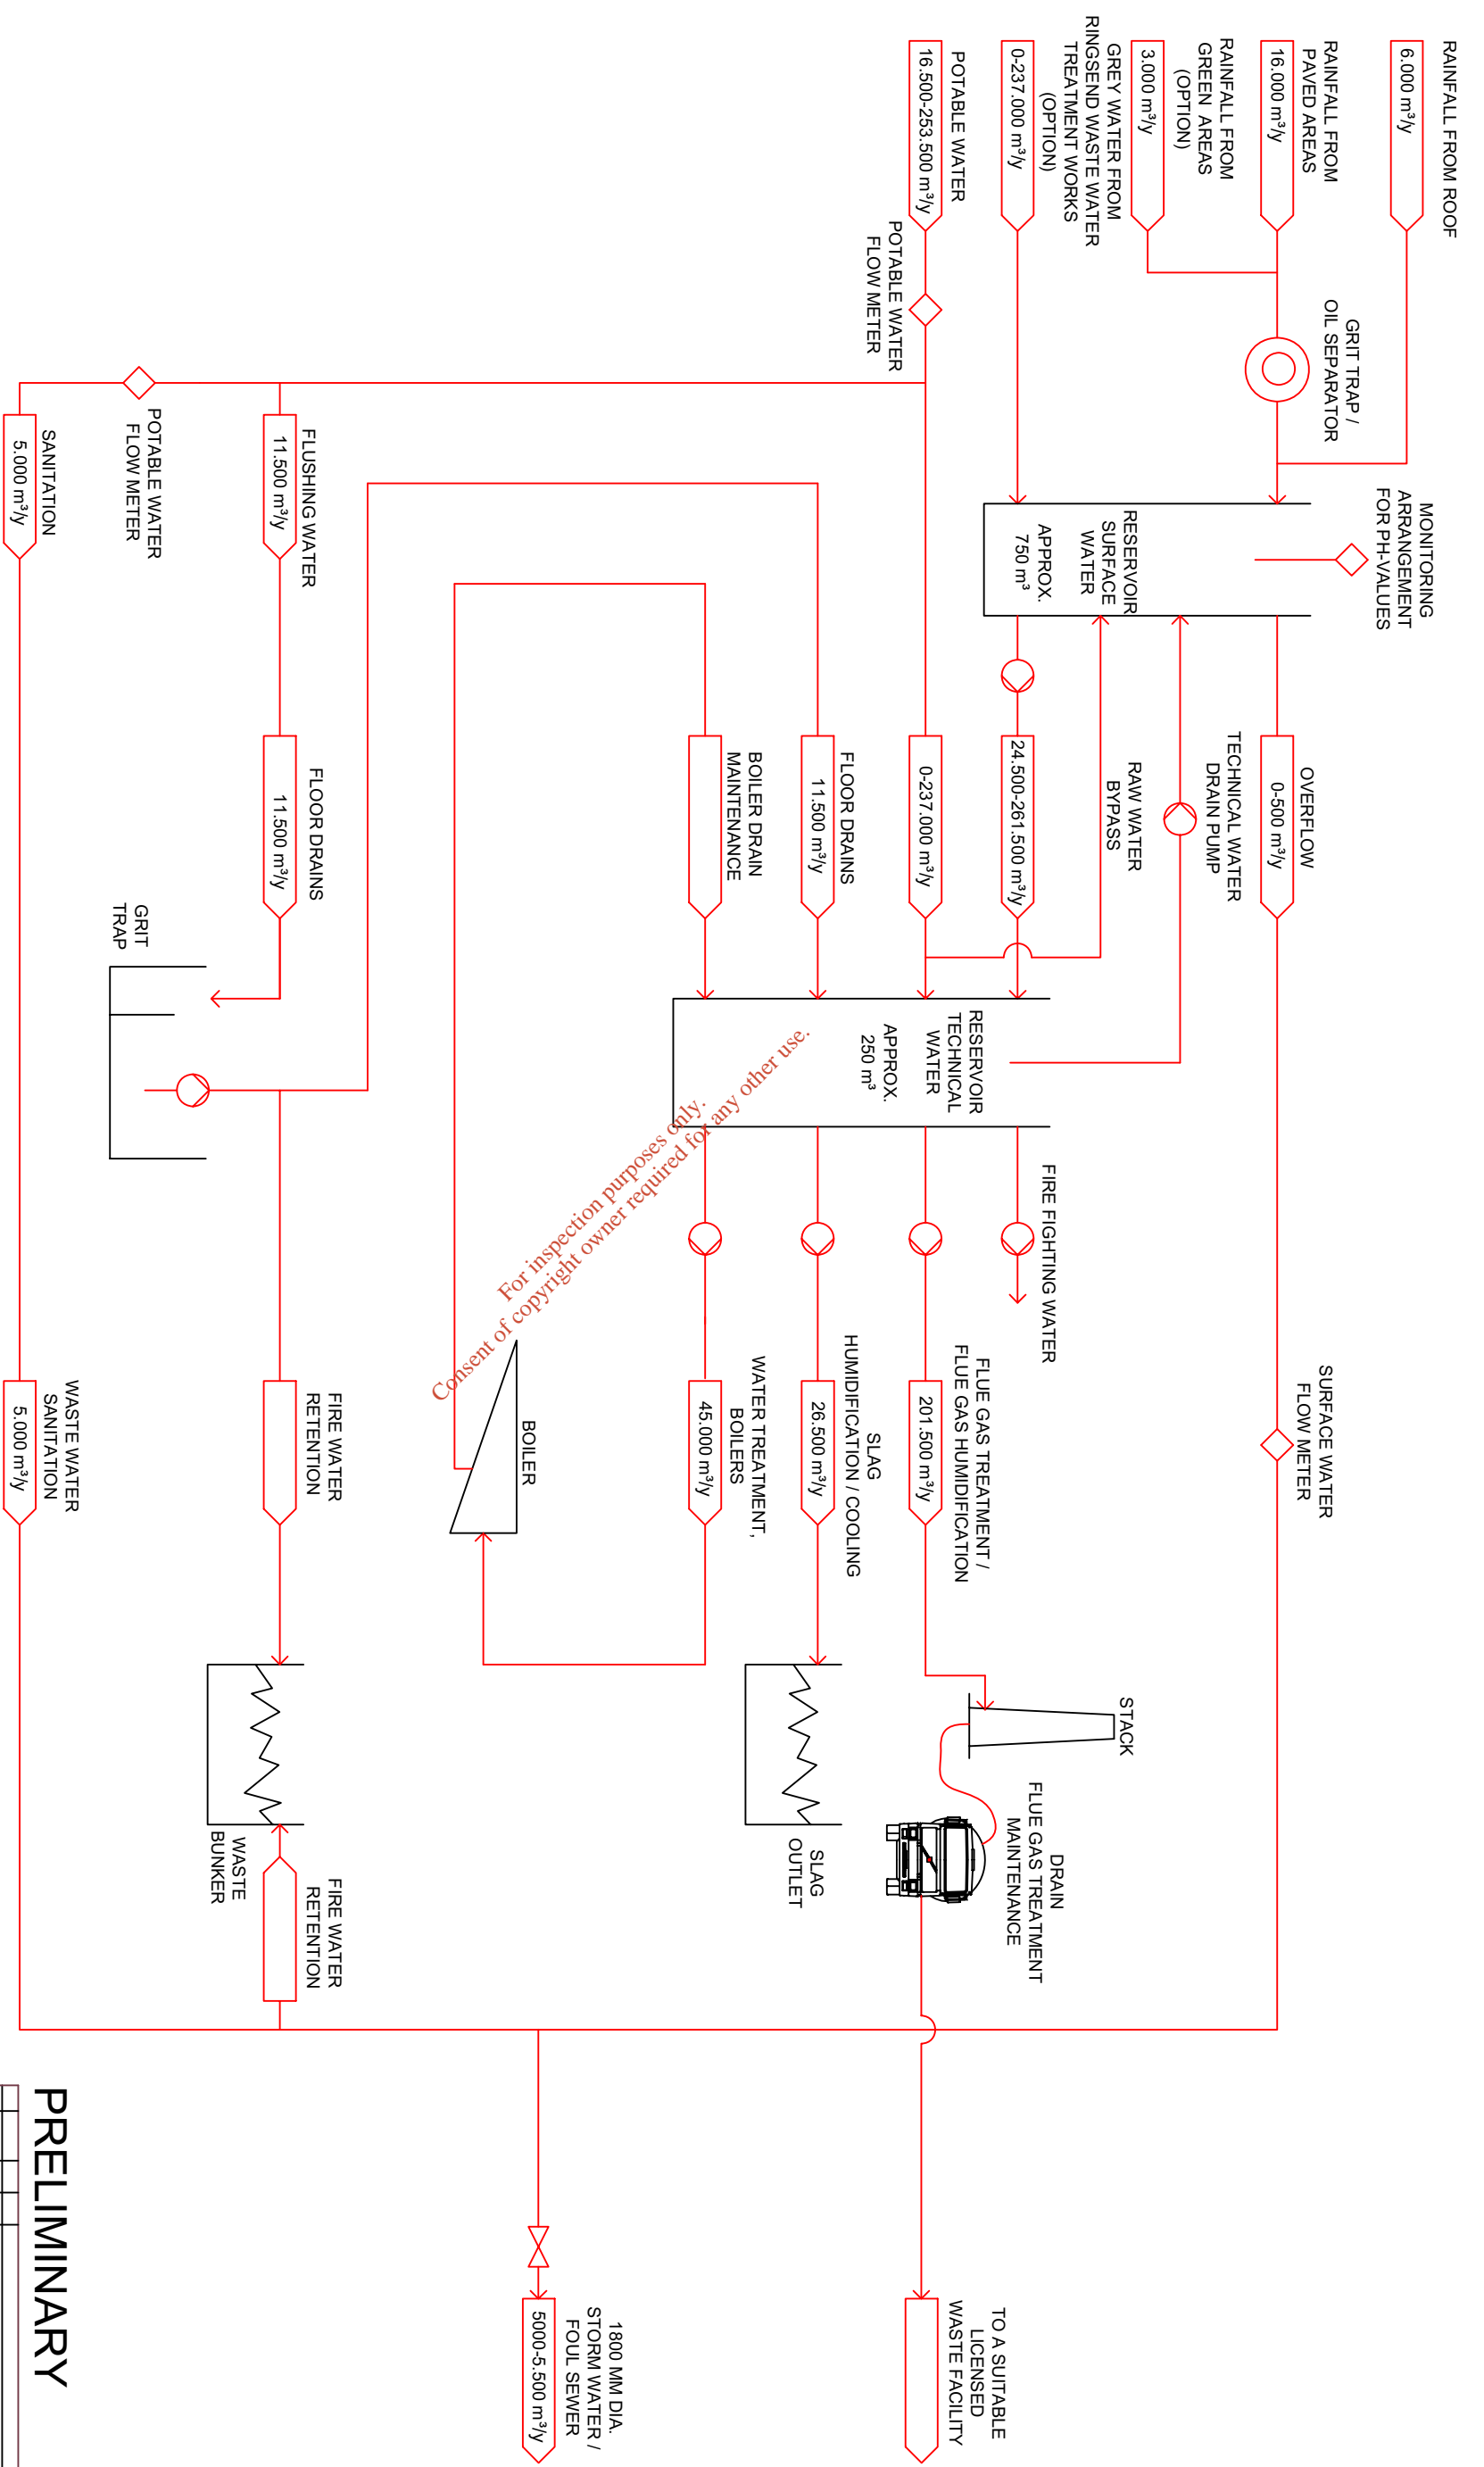 RAINFALL FROM ROOF
6.000 m³/y
RAINFALL FROM
PAVED AREAS
16.000 m³/y
RAINFALL FROM
GREEN AREAS
(OPTION)
3.000 m³/y
GREY WATER FROM
RINGSEND WASTE WATER
TREATMENT WORKS
(OPTION)
0-237.000 m³/y
POTABLE WATER
16.500-253.500 m³/y
POTABLE WATER
FLOW METER
GRIT TRAP /
OIL SEPARATOR
MONITORING
ARRANGEMENT
FOR PH-VALUES
RESERVOIR
SURFACE
WATER
APPROX.
750 m³
FLUSHING WATER
11.500 m³/y
POTABLE WATER
FLOW METER
SANITATION
5.000 m³/y
OVERFLOW
0-500 m³/y
TECHNICAL WATER
DRAIN PUMP
RAW WATER
BYPASS
24.500-261.500 m³/y
0-237.000 m³/y
FLOOR DRAINS
11.500 m³/y
BOILER DRAIN
MAINTENANCE
FLOOR DRAINS
11.500 m³/y
GRIT
TRAP
RESERVOIR
TECHNICAL
WATER
APPROX.
250 m³
For inspection purposes only.
Consent of copyright owner required for any other use.
FIRE FIGHTING WATER
SURFACE WATER
FLOW METER
FLUE GAS TREATMENT /
FLUE GAS HUMIDIFICATION
201.500 m³/y
SLAG
HUMIDIFICATION / COOLING
26.500 m³/y
WATER TREATMENT,
BOILERS
45.000 m³/y
BOILER
FIRE WATER
RETENTION
WASTE WATER
SANITATION
5.000 m³/y
STACK
DRAIN
FLUE GAS TREATMENT
MAINTENANCE
SLAG
OUTLET
WASTE
BUNKER
FIRE WATER
RETENTION
TO A SUITABLE
LICENSED
WASTE FACILITY
1800 MM DIA.
STORM WATER /
FOUL SEWER
5000-5.500 m³/y
PRELIMINARY